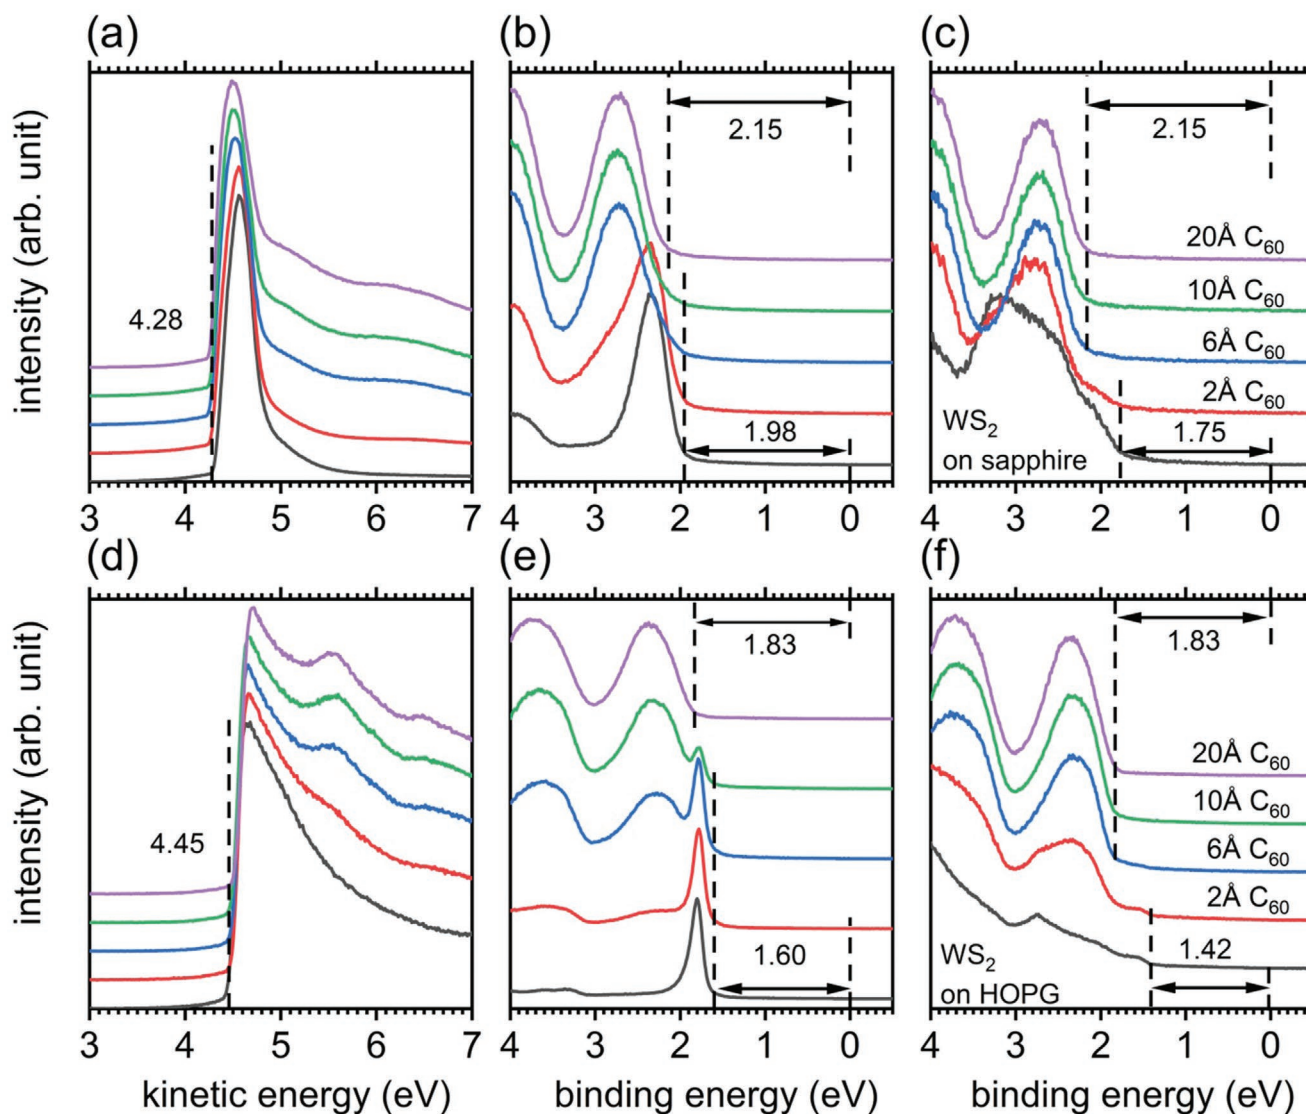 (a)
(b)
(c)
intensity (arb. unit)
4.28
2.15
1.98
2.15
20Å C₆₀
10Å C₆₀
6Å C₆₀
2Å C₆₀
WS₂
on sapphire
1.75
3 4 5 6 7
4 3 2 1 0
4 3 2 1 0
(d)
(e)
(f)
intensity (arb. unit)
4.45
1.83
1.60
1.83
20Å C₆₀
10Å C₆₀
6Å C₆₀
2Å C₆₀
WS₂
on HOPG
1.42
3 4 5 6 7
4 3 2 1 0
4 3 2 1 0
kinetic energy (eV)
binding energy (eV)
binding energy (eV)